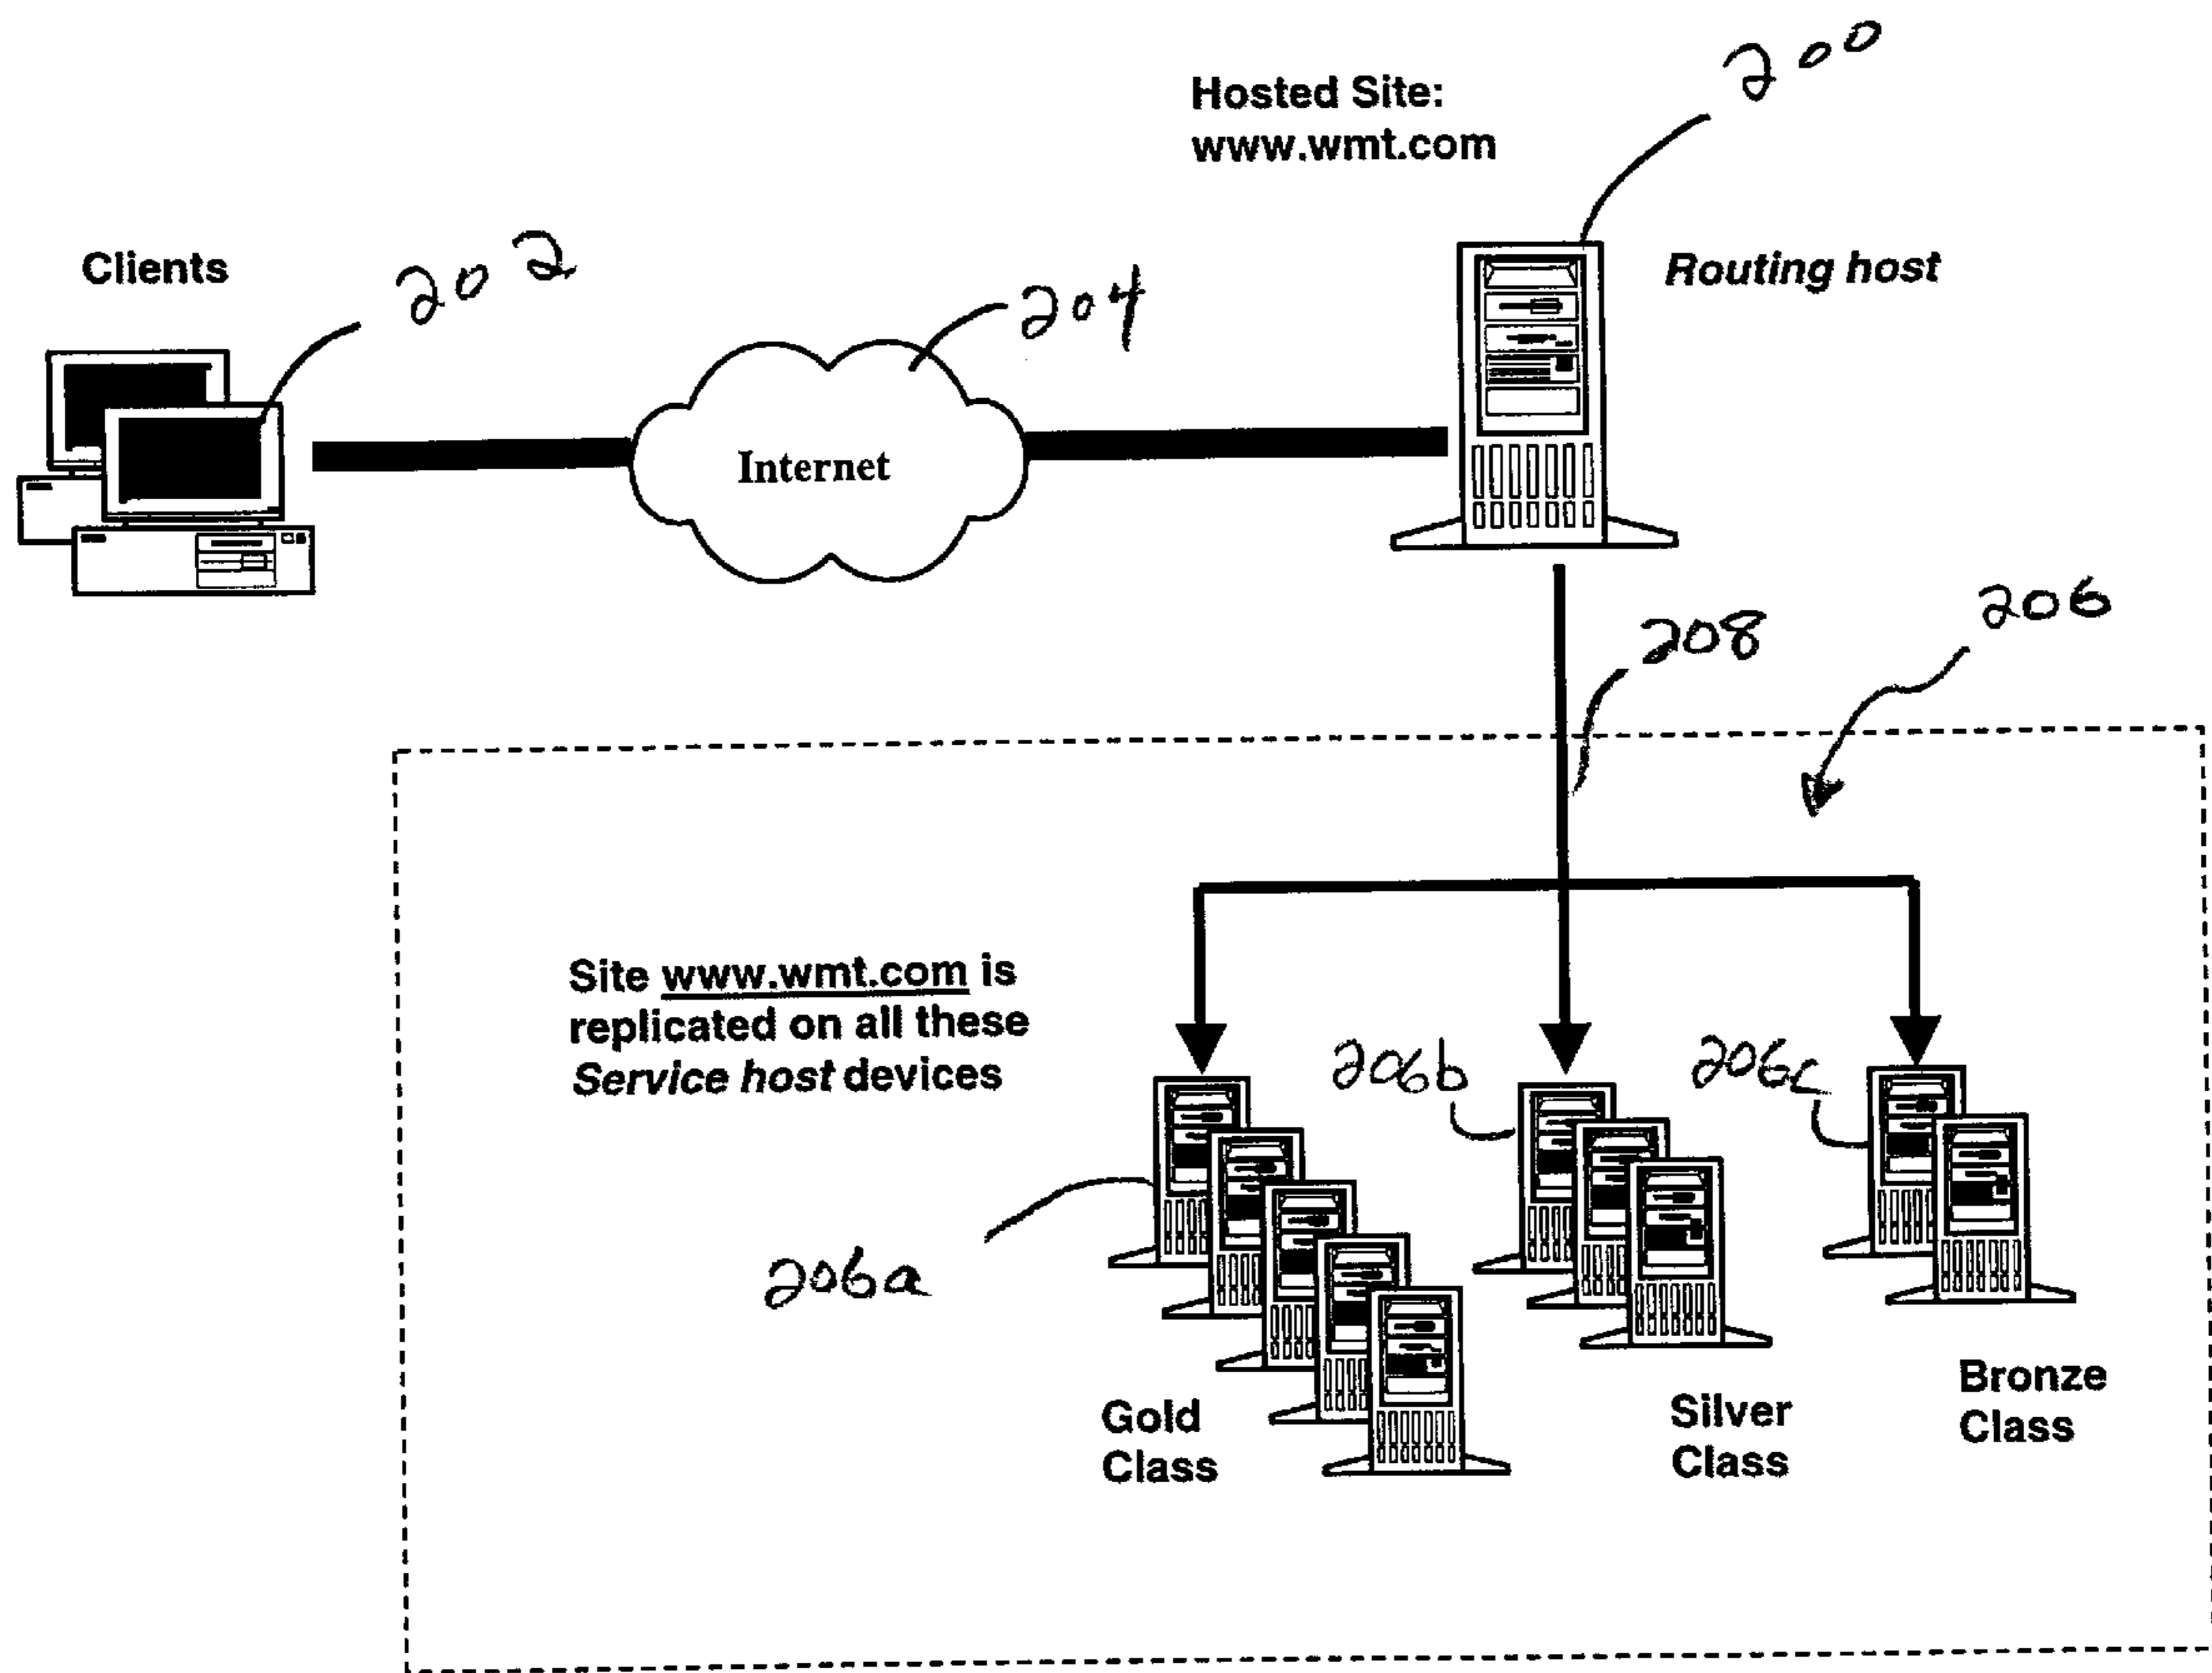 200
Hosted Site:
www.wmt.com
Clients
202
204
Routing host
Internet
208
206
Site www.wmt.com is
replicated on all these
Service host devices
206b
206c
206a
Gold
Class
Silver
Class
Bronze
Class